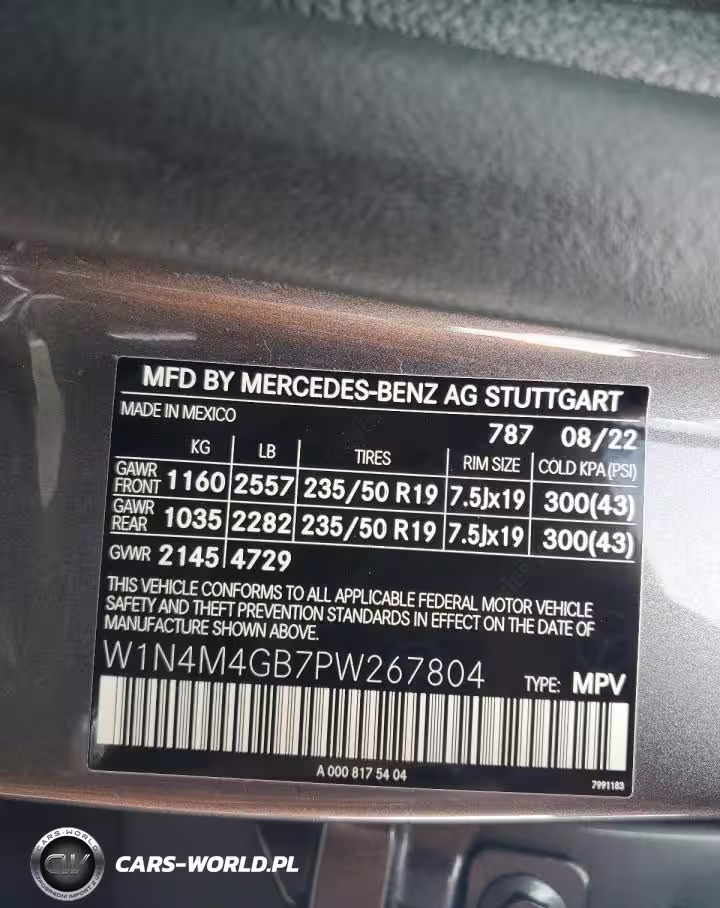 MFD BY MERCEDES-BENZ AG STUTTGART
MADE IN MEXICO
787 08/22
KG LB TIRES RIM SIZE COLD KPA(PSI)
GAWR FRONT 1160 2557 235/50 R19 7.5Jx19 300(43)
GAWR REAR 1035 2282 235/50 R19 7.5Jx19 300(43)
GVWR 2145 4729
THIS VEHICLE CONFORMS TO ALL APPLICABLE FEDERAL MOTOR VEHICLE
SAFETY AND THEFT PREVENTION STANDARDS IN EFFECT ON THE DATE OF
MANUFACTURE SHOWN ABOVE.
W1N4M4GB7PW267804
TYPE: MPV
A 000 817 54 04
7991183
CARS-WORLD
CW
CARS-WORLD.PL